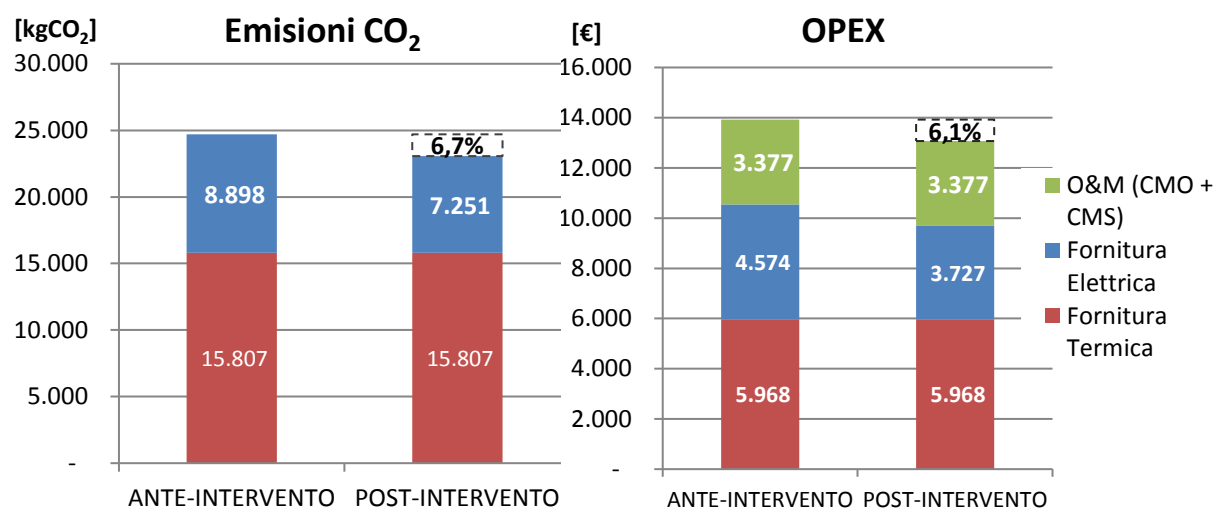 [kgCO2]
Emisioni CO2
30.000
25.000
20.000
15.000
10.000
5.000
-
8.898
15.807
6,7%
7.251
15.807
ANTE-INTERVENTO
POST-INTERVENTO
[€]
OPEX
16.000
14.000
12.000
10.000
8.000
6.000
4.000
2.000
-
3.377
4.574
5.968
6,1%
3.377
3.727
5.968
ANTE-INTERVENTO
POST-INTERVENTO
O&M (CMO +
CMS)
Fornitura
Elettrica
Fornitura
Termica